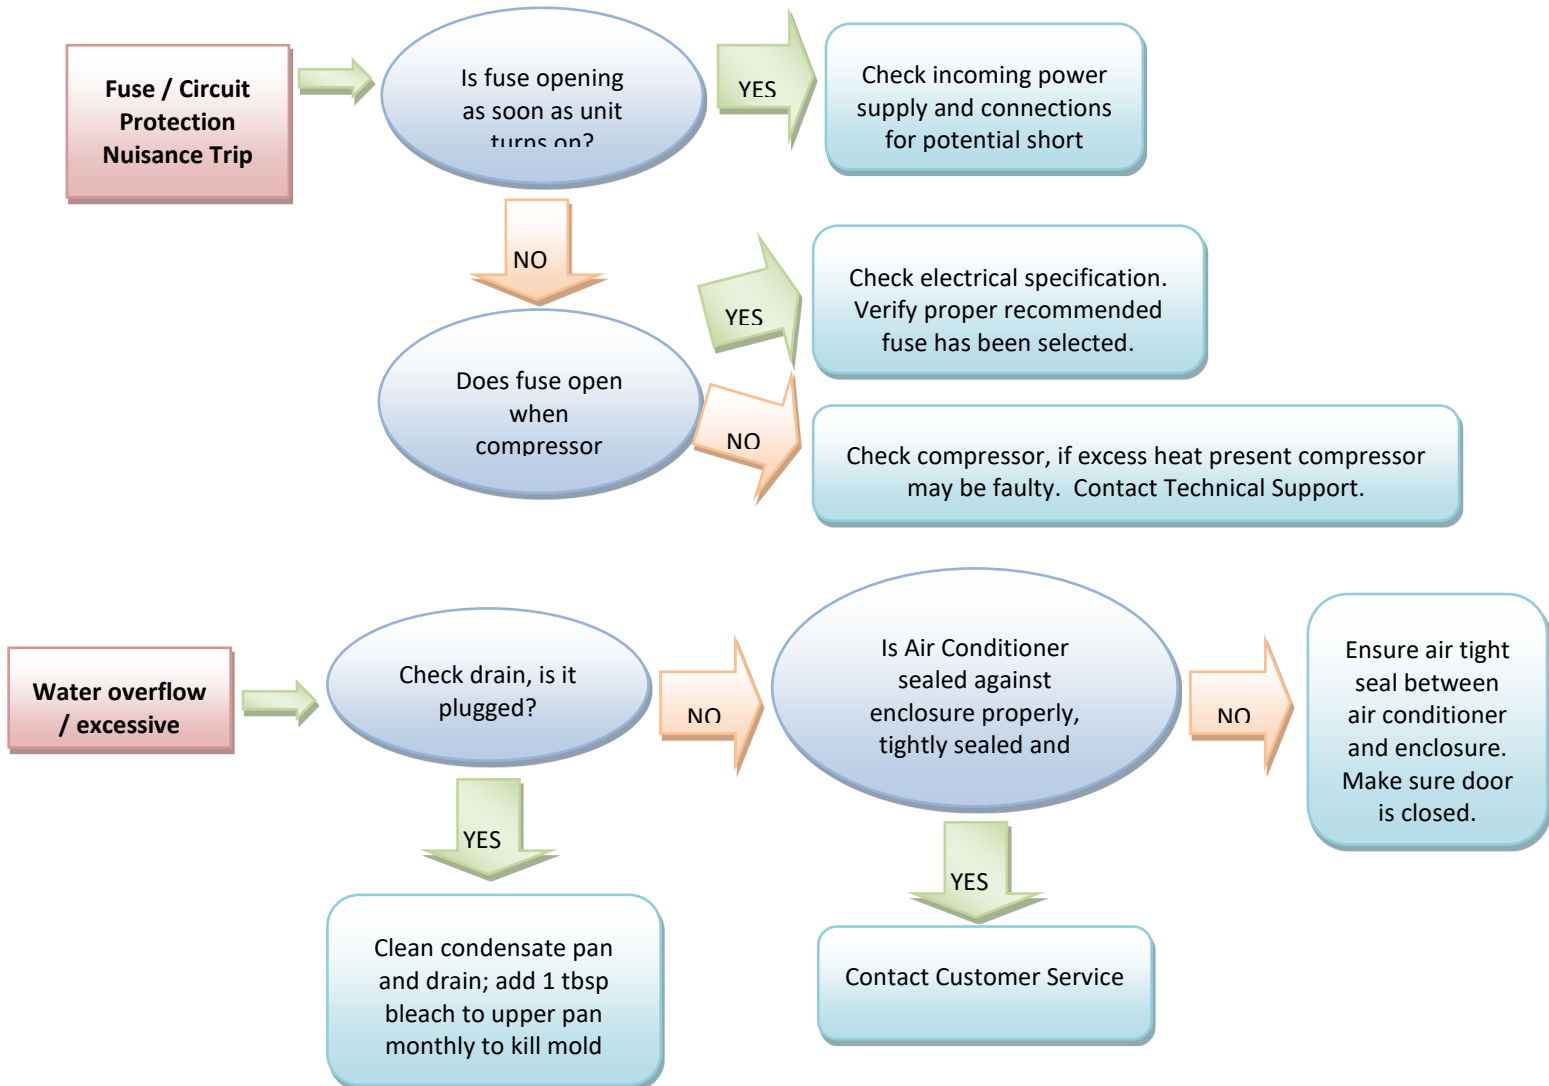 Fuse / Circuit
Protection
Nuisance Trip
Is fuse opening
as soon as unit
turns on?
YES
Check incoming power
supply and connections
for potential short
NO
Does fuse open
when
compressor
YES
Check electrical specification.
Verify proper recommended
fuse has been selected.
NO
Check compressor, if excess heat present compressor
may be faulty.  Contact Technical Support.
Water overflow
/ excessive
Check drain, is it
plugged?
YES
Clean condensate pan
and drain; add 1 tbsp
bleach to upper pan
monthly to kill mold
NO
Is Air Conditioner
sealed against
enclosure properly,
tightly sealed and
YES
Contact Customer Service
NO
Ensure air tight
seal between
air conditioner
and enclosure.
Make sure door
is closed.